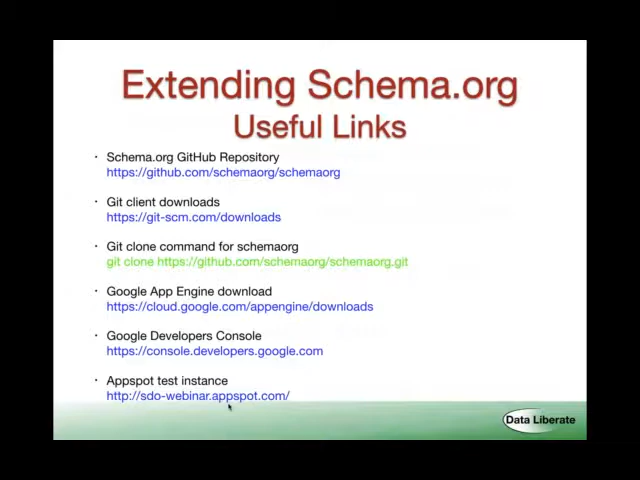 Extending Schema.org
Useful Links
· Schema.org GitHub Repository
https://github.com/schemaorg/schemaorg
· Git client downloads
https://git-scm.com/downloads
· Git clone command for schemaorg
git clone https://github.com/schemaorg/schemaorg.git
· Google App Engine download
https://cloud.google.com/appengine/downloads
· Google Developers Console
https://console.developers.google.com
· Appspot test instance
http://sdo-webinar.appspot.com/
Data Liberate